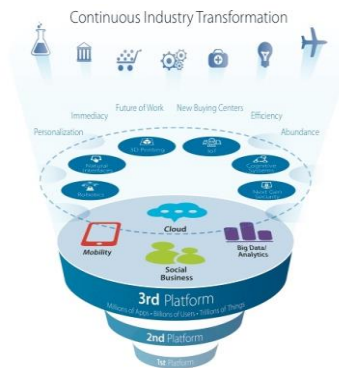 Continuous Industry Transformation
Future of Work
New Buying Centers
Immediacy
Efficiency
Personalization
Abundance
3D Printing
IoT
Natural
Interfaces
Cognitive
Systems
Robotics
Next Gen
Security
Cloud
Mobility
Big Data/
Analytics
Social
Business
3rd Platform
Millions of Apps • Billions of Users • Trillions of Things
2nd Platform
1st Platform